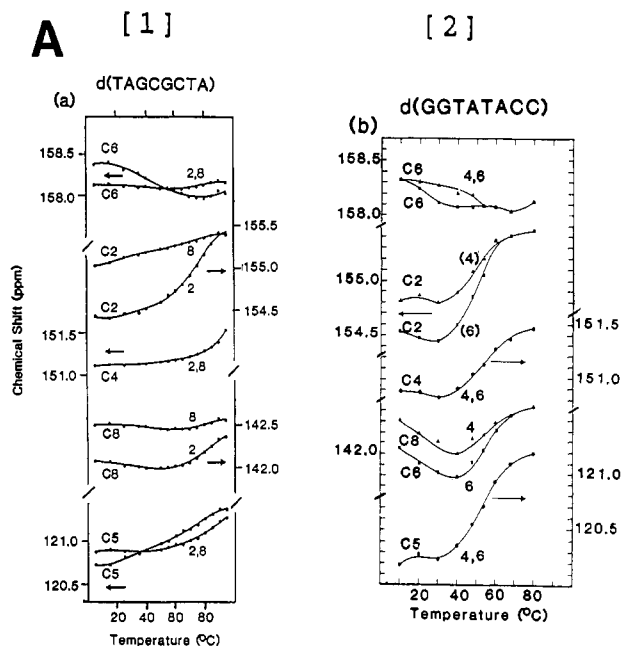 [1] [2]
A
d(TAGCGCTA)
(a)
C6
2,8
C6
158.5
158.0
C2
8
C2
2
155.5
155.0
154.5
151.5
151.0
C4
2,8
C8
8
C8
2
142.5
142.0
C5
C5
2,8
121.0
120.5
Chemical Shift (ppm)
20 40 60 80
Temperature (ºC)
d(GGTATACC)
(b)
158.5
158.0
C6
4,6
C6
155.0
154.5
C2
(4)
C2
(6)
151.5
151.0
C4
4,6
142.0
C8
4
C6
6
121.0
120.5
C5
4,6
0 20 40 60 80 100
Temperature (ºC)